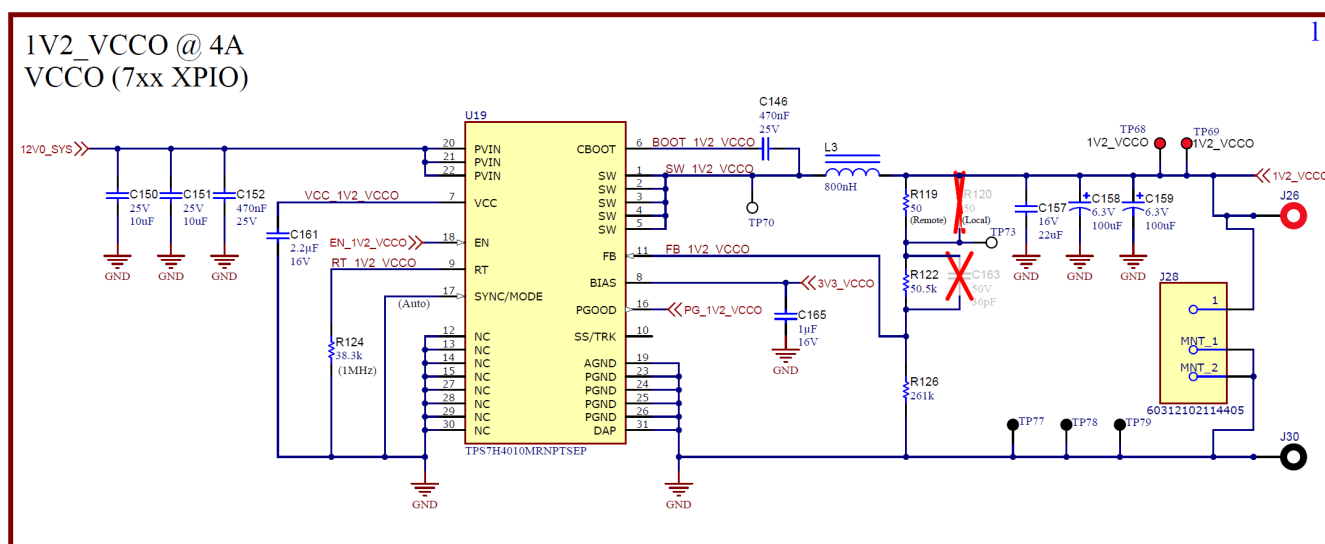 1V2_VCCO @ 4A
VCCO (7xx XPIO)
1
12V0_SYS
C150
25V
10uF
C151
25V
10uF
C152
470nF
25V
GND
GND
GND
VCC_1V2_VCCO
C161
2.2µF
16V
GND
EN_1V2_VCCO
RT_1V2_VCCO
(Auto)
R124
38.3k
(1MHz)
U19
20
PVIN
21
PVIN
22
PVIN
7
VCC
18
EN
9
RT
17
SYNC/MODE
12
NC
13
NC
14
NC
15
NC
27
NC
28
NC
29
NC
30
NC
CBOOT
6
SW
1
SW
2
SW
3
SW
4
SW
5
FB
11
BIAS
8
PGOOD
16
SS/TRK
10
AGND
19
PGND
23
PGND
24
PGND
25
PGND
26
DAP
31
TPS7H4010MRNPTSEP
GND
GND
BOOT_1V2_VCCO
C146
470nF
25V
SW_1V2_VCCO
TP70
L3
800nH
FB_1V2_VCCO
3V3_VCCO
PG_1V2_VCCO
C165
1µF
16V
GND
R119
50
(Remote)
R120
50
(Local)
TP73
R122
50.5k
C163
50V
56pF
R126
261k
C157
16V
22uF
GND
C158
6.3V
100uF
GND
C159
6.3V
100uF
GND
TP68
1V2_VCCO
TP69
1V2_VCCO
1V2_VCCO
J26
J28
1
MNT_1
MNT_2
60312102114405
TP77
TP78
TP79
J30